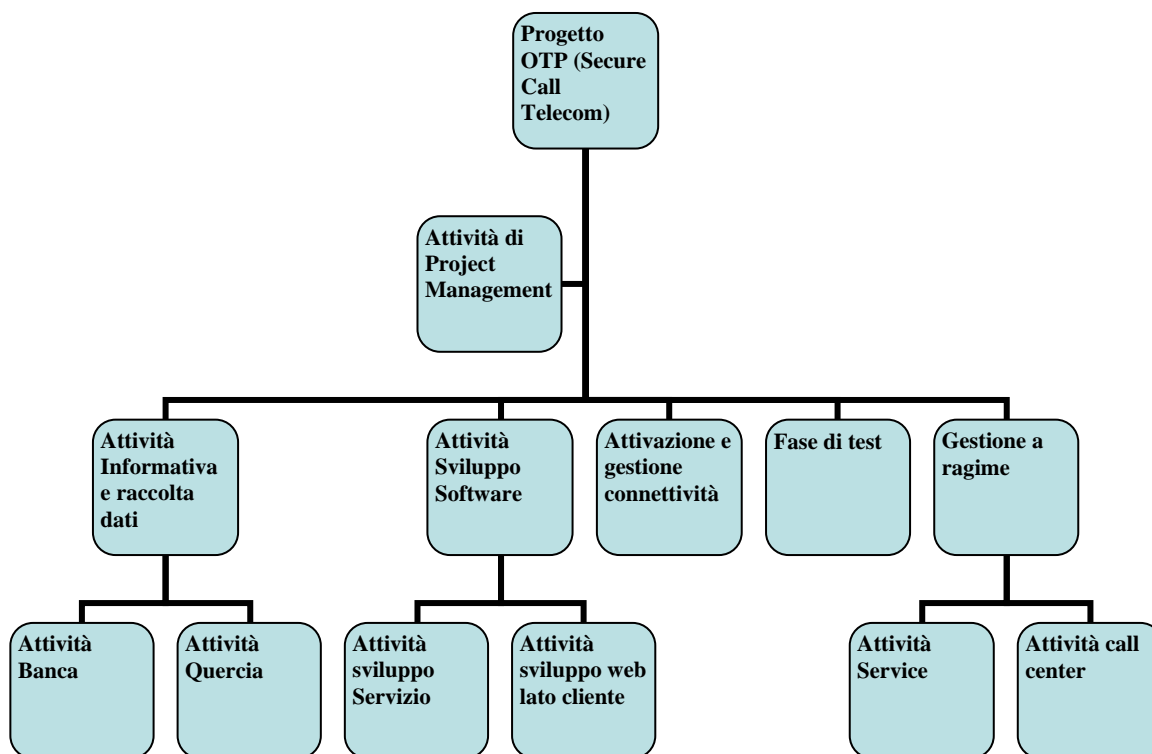 Progetto
OTP (Secure
Call
Telecom)
Attività di
Project
Management
Attività
Informativa
e raccolta
dati
Attività
Sviluppo
Software
Attivazione e
gestione
connettività
Fase di test
Gestione a
ragime
Attività
Banca
Attività
Quercia
Attività
sviluppo
Servizio
Attività
sviluppo web
lato cliente
Attività
Service
Attività call
center